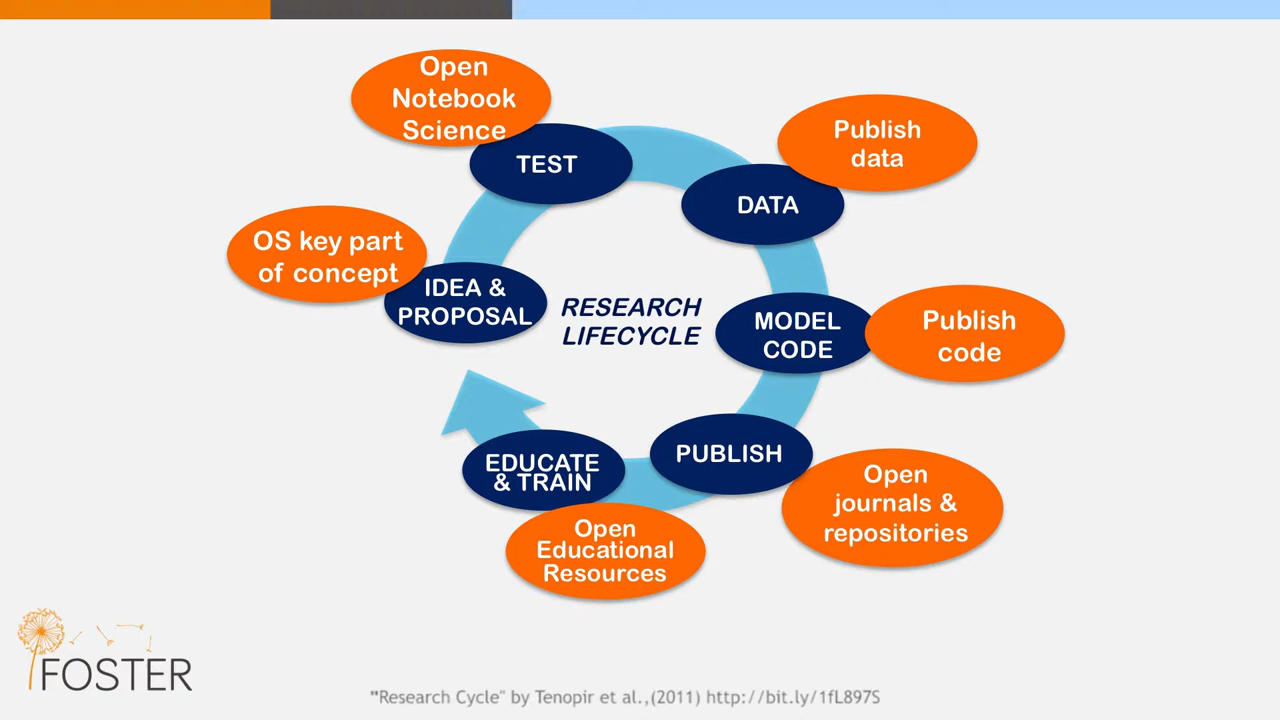 Open
Notebook
Science
TEST
Publish
data
DATA
OS key part
of concept
IDEA &
PROPOSAL
RESEARCH
LIFECYCLE
MODEL
CODE
Publish
code
PUBLISH
Open
journals &
repositories
EDUCATE
& TRAIN
Open
Educational
Resources
FOSTER
"Research Cycle" by Tenopir et al.,(2011) http://bit.ly/1fL897S